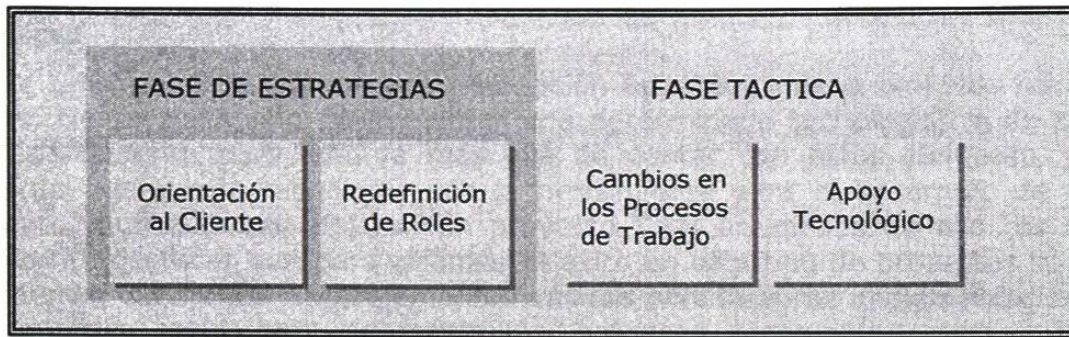 FASE DE ESTRATEGIAS
FASE TACTICA
Orientación
al Cliente
Redefinición
de Roles
Cambios en
los Procesos
de Trabajo
Apoyo
Tecnológico